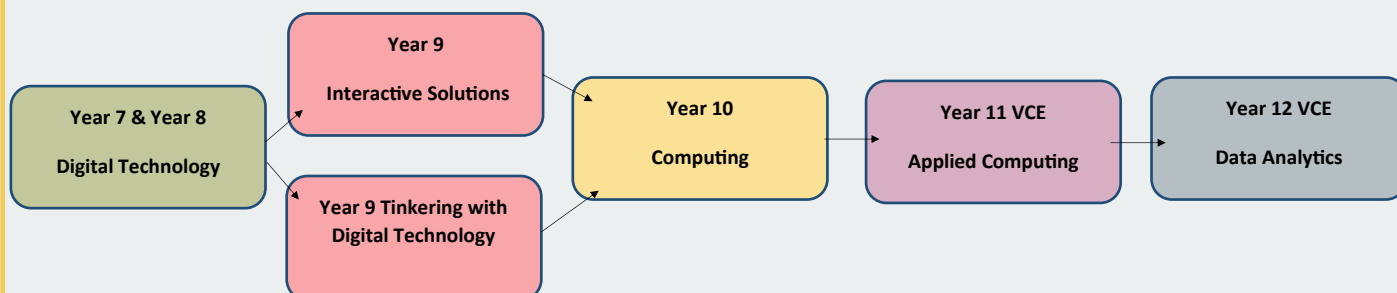 Year 7 & Year 8
Digital Technology
Year 9
Interactive Solutions
Year 9 Tinkering with
Digital Technology
Year 10
Computing
Year 11 VCE
Applied Computing
Year 12 VCE
Data Analytics